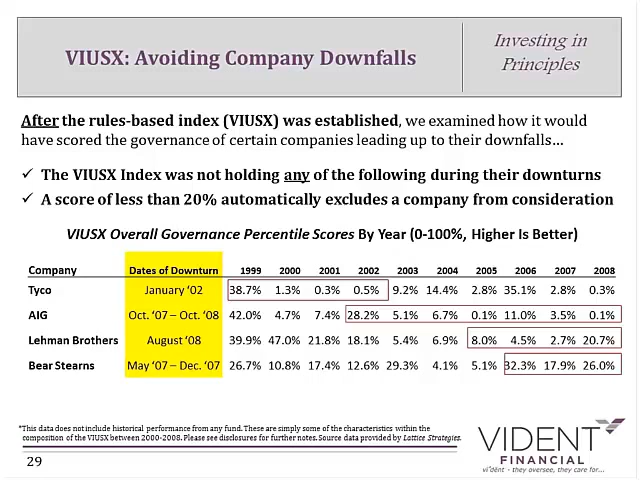 VIUSX: Avoiding Company Downfalls
Investing in
Principles
After the rules-based index (VIUSX) was established, we examined how it would
have scored the governance of certain companies leading up to their downfalls…
✓ The VIUSX Index was not holding any of the following during their downturns
✓ A score of less than 20% automatically excludes a company from consideration
VIUSX Overall Governance Percentile Scores By Year (0-100%, Higher Is Better)
Company Dates of Downturn 1999 2000 2001 2002 2003 2004 2005 2006 2007 2008
Tyco January ‘02 38.7% 1.3% 0.3% 0.5% 9.2% 14.4% 2.8% 35.1% 2.8% 0.3%
AIG Oct. ‘07 – Oct. ‘08 42.0% 4.7% 7.4% 28.2% 5.1% 6.7% 0.1% 11.0% 3.5% 0.1%
Lehman Brothers August ‘08 39.9% 47.0% 21.8% 18.1% 5.4% 6.9% 8.0% 4.5% 2.7% 20.7%
Bear Stearns May ‘07 – Dec. ‘07 26.7% 10.8% 17.4% 12.6% 29.3% 4.1% 5.1% 32.3% 17.9% 26.0%
*This data does not include historical performance from any fund. These are simply some of the characteristics within the
composition of the VIUSX between 2000-2008. Please see disclosures for further notes. Source data provided by Lattice Strategies.
VIDENT
FINANCIAL
vi'dĕnt - they oversee, they care for...
29